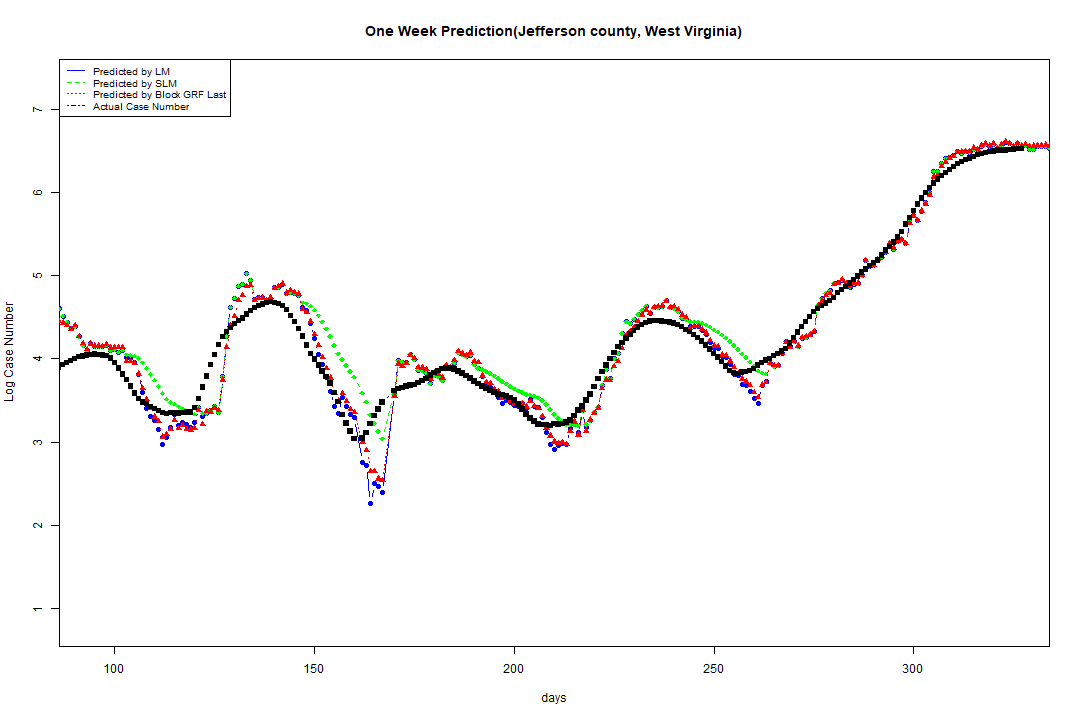 One Week Prediction(Jefferson county, West Virginia)
Predicted by LM
Predicted by SLM
Predicted by Block GRF Last
Actual Case Number
7
6
5
4
3
2
1
Log Case Number
100 150 200 250 300
days